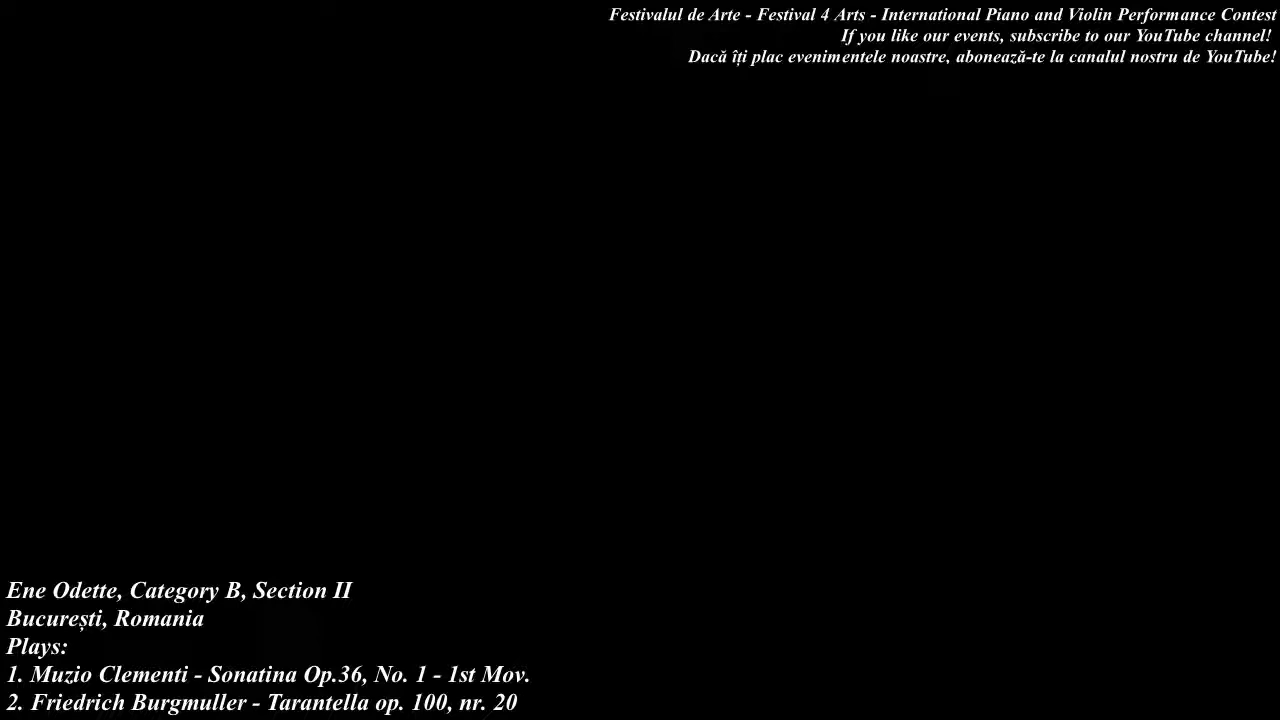 Festivalul de Arte - Festival 4 Arts - International Piano and Violin Performance Contest
If you like our events, subscribe to our YouTube channel!
Dacă îți plac evenimentele noastre, abonează-te la canalul nostru de YouTube!
Ene Odette, Category B, Section II
București, Romania
Plays:
1. Muzio Clementi - Sonatina Op.36, No. 1 - 1st Mov.
2. Friedrich Burgmuller - Tarantella op. 100, nr. 20